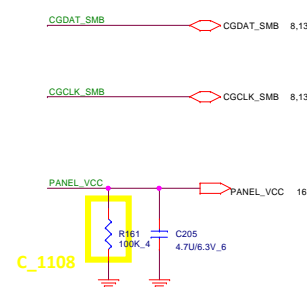 CGDAT_SMB
CGDAT_SMB 8,13
CGCLK_SMB
CGCLK_SMB 8,13
PANEL_VCC
PANEL_VCC 16
R161
100K_4
C205
4.7U/6.3V_6
C_1108